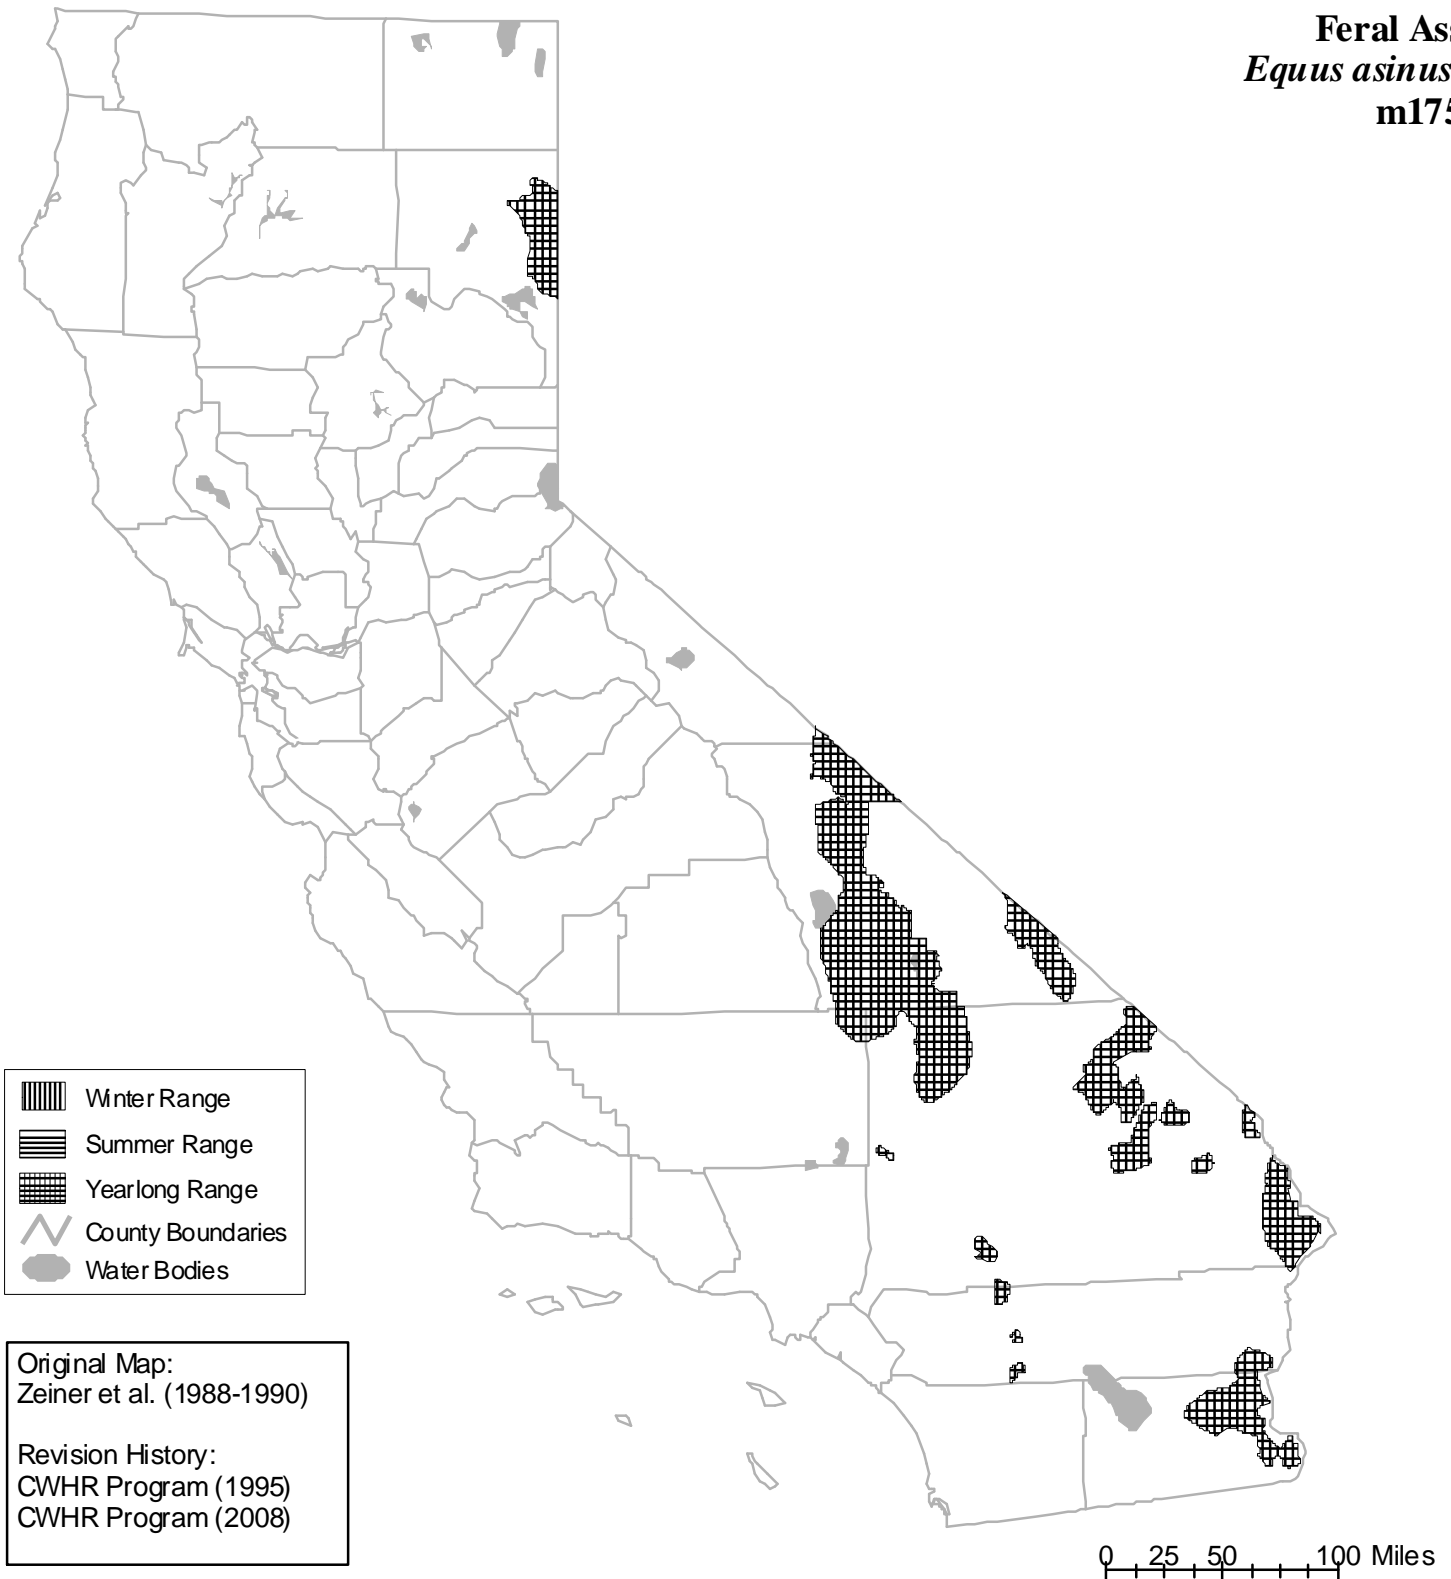 Feral As
Equus asinus
m175
Winter Range
Summer Range
Yearlong Range
County Boundaries
Water Bodies
Original Map:
Zeiner et al. (1988-1990)
Revision History:
CWHR Program (1995)
CWHR Program (2008)
0 25 50 100 Miles